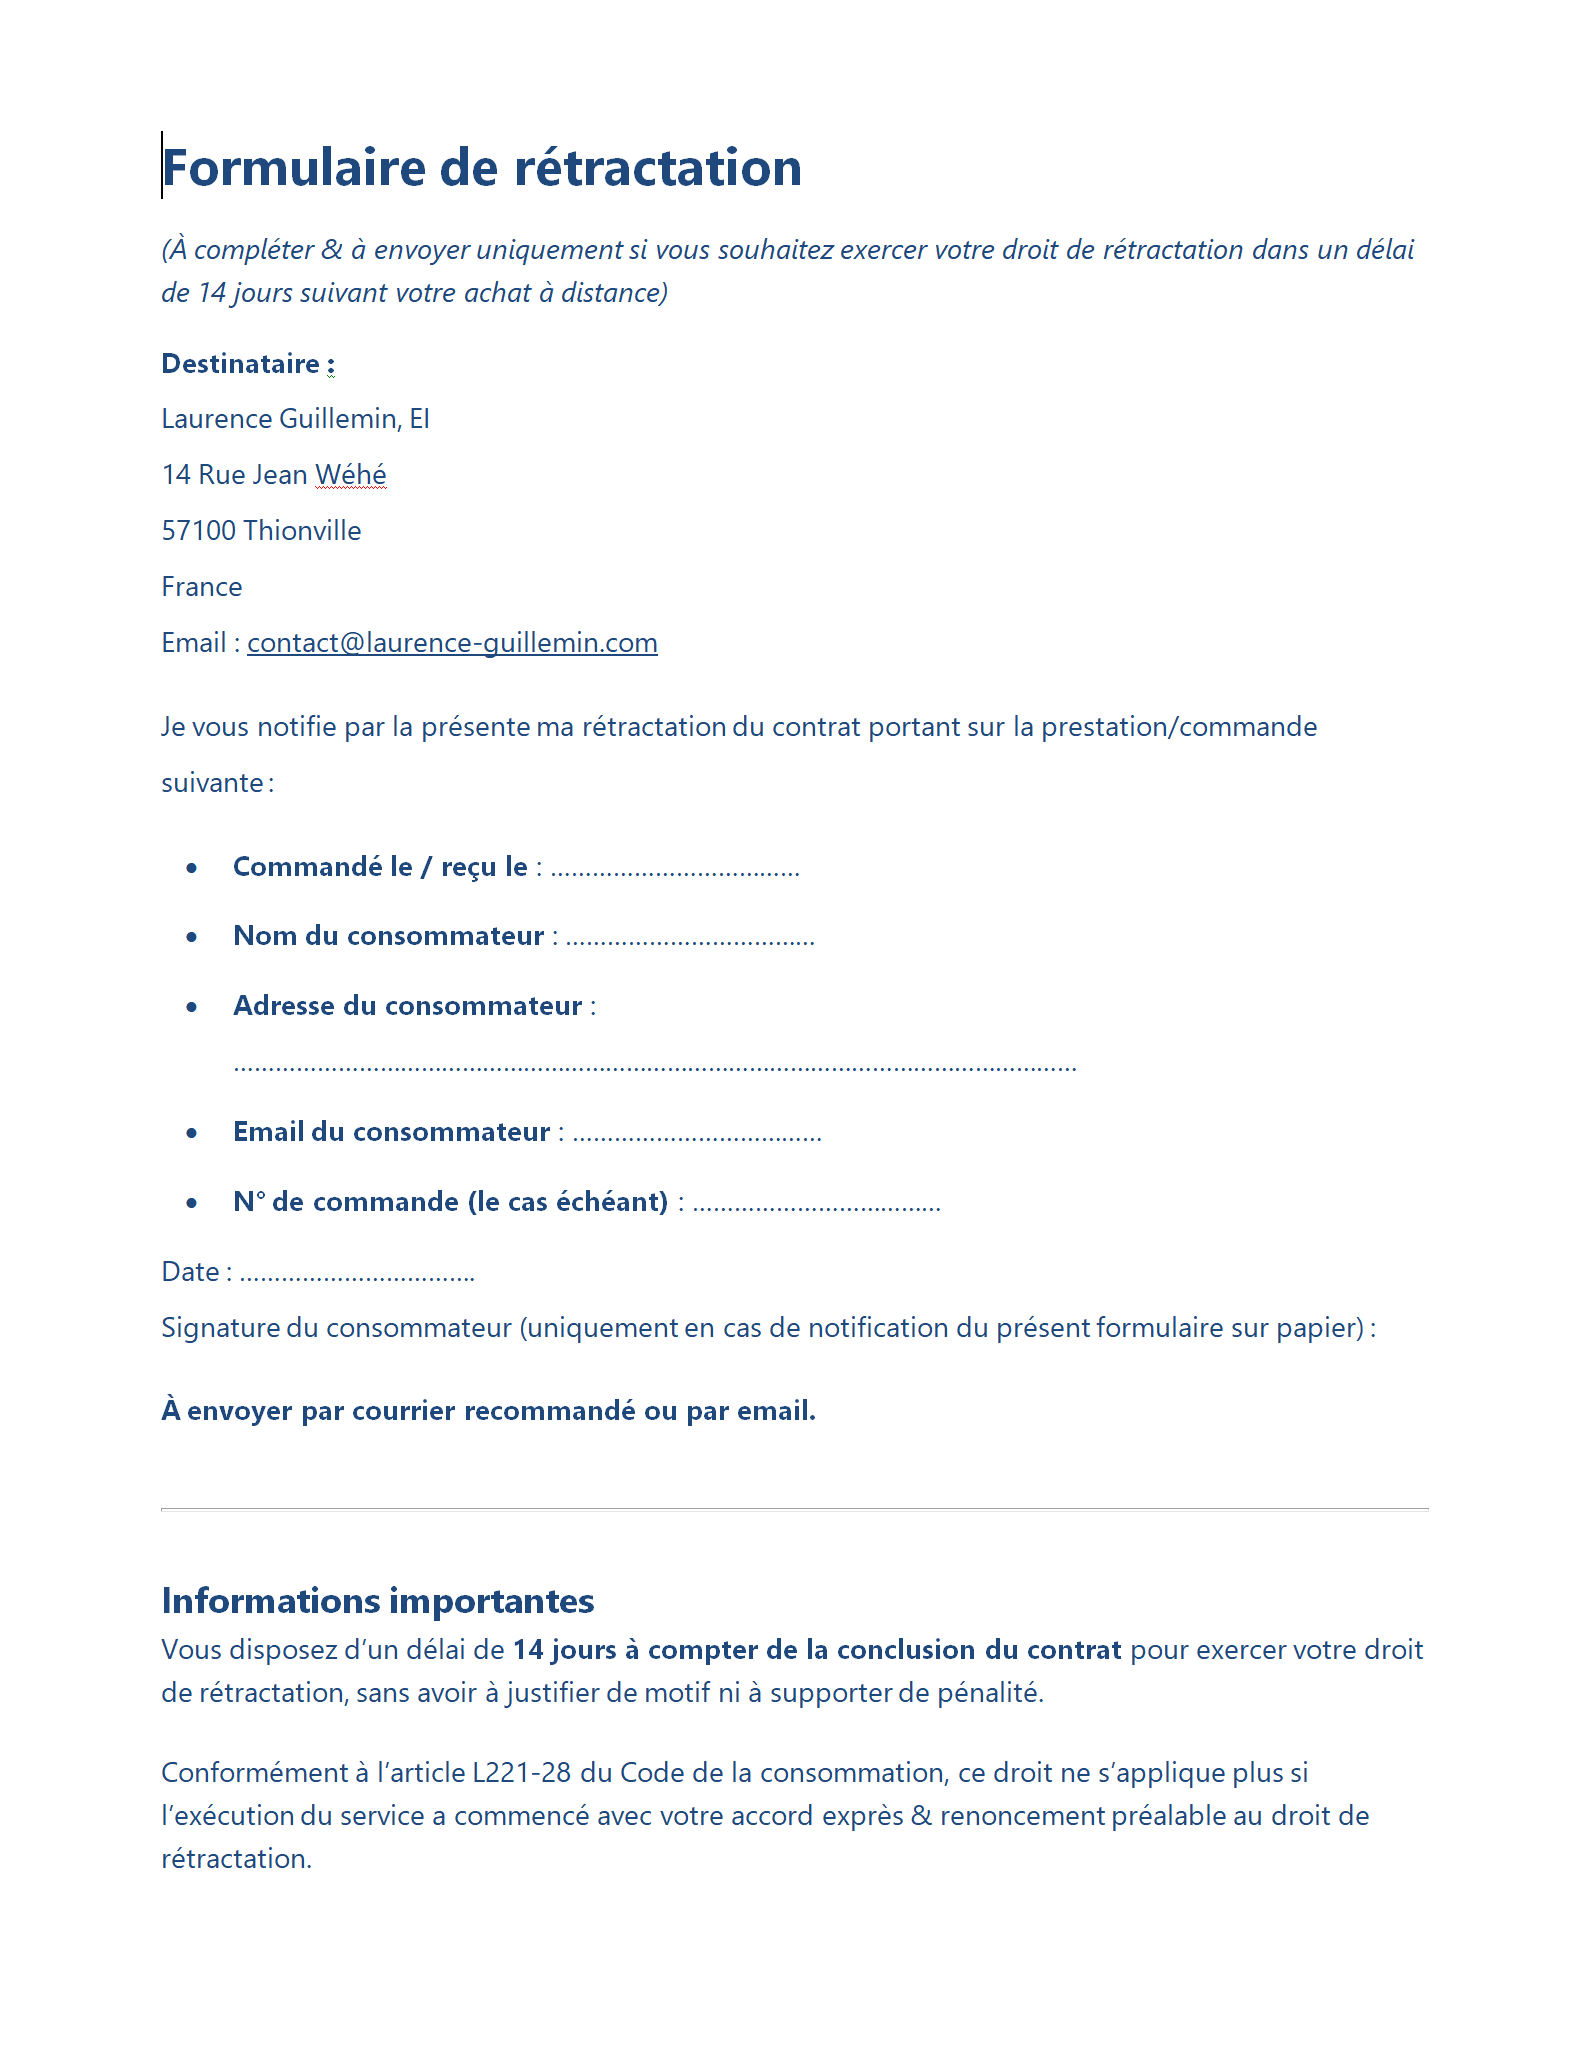 Formulaire de rétractation
(À compléter & à envoyer uniquement si vous souhaitez exercer votre droit de rétractation dans un délai
de 14 jours suivant votre achat à distance)
Destinataire :
Laurence Guillemin, EI
14 Rue Jean Wéhé
57100 Thionville
France
Email : contact@laurence-guillemin.com
Je vous notifie par la présente ma rétractation du contrat portant sur la prestation/commande
suivante :
• Commandé le / reçu le : ....................................
• Nom du consommateur : ....................................
• Adresse du consommateur :
..........................................................................................................................
• Email du consommateur : ....................................
• N° de commande (le cas échéant) : ....................................
Date : ..................................
Signature du consommateur (uniquement en cas de notification du présent formulaire sur papier) :
À envoyer par courrier recommandé ou par email.
Informations importantes
Vous disposez d’un délai de 14 jours à compter de la conclusion du contrat pour exercer votre droit
de rétractation, sans avoir à justifier de motif ni à supporter de pénalité.
Conformément à l’article L221-28 du Code de la consommation, ce droit ne s’applique plus si
l’exécution du service a commencé avec votre accord exprès & renoncement préalable au droit de
rétractation.